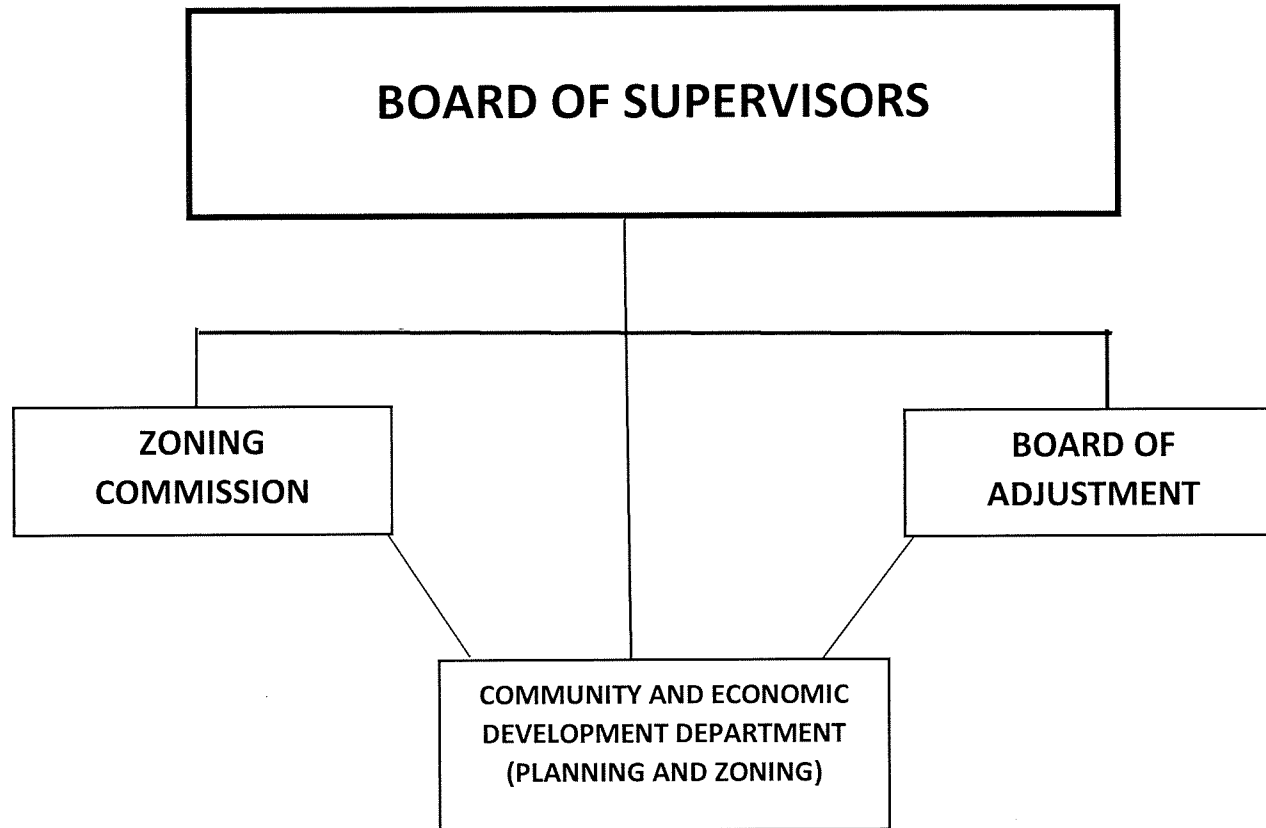 BOARD OF SUPERVISORS
ZONING
COMMISSION
BOARD OF
ADJUSTMENT
COMMUNITY AND ECONOMIC
DEVELOPMENT DEPARTMENT
(PLANNING AND ZONING)